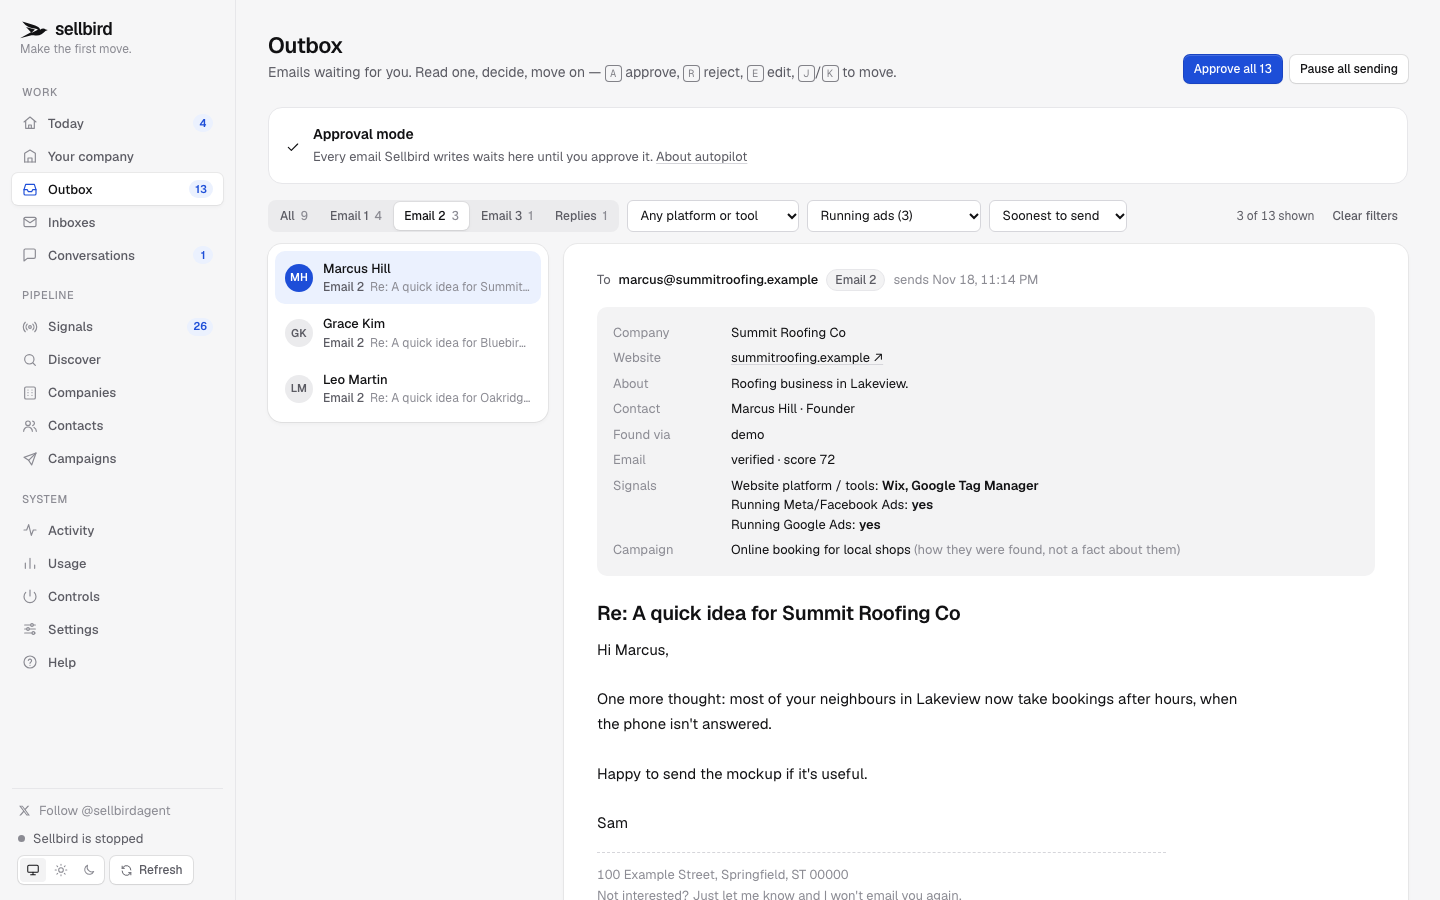 sellbird
Make the first move.
WORK
Today 4
Your company
Outbox 13
Inboxes
Conversations 1
PIPELINE
Signals 26
Discover
Companies
Contacts
Campaigns
SYSTEM
Activity
Usage
Controls
Settings
Help
Follow @sellbirdagent
Sellbird is stopped
Refresh
Outbox
Emails waiting for you. Read one, decide, move on — A approve, R reject, E edit, J/K to move.
Approve all 13 Pause all sending
Approval mode
Every email Sellbird writes waits here until you approve it. About autopilot
All 9 Email 1 4 Email 2 3 Email 3 1 Replies 1 Any platform or tool Running ads (3) Soonest to send 3 of 13 shown Clear filters
MH Marcus Hill
Email 2 Re: A quick idea for Summit...
GK Grace Kim
Email 2 Re: A quick idea for Bluebir...
LM Leo Martin
Email 2 Re: A quick idea for Oakridg...
To marcus@summitroofing.example Email 2 sends Nov 18, 11:14 PM
Company Summit Roofing Co
Website summitroofing.example ↗
About Roofing business in Lakeview.
Contact Marcus Hill · Founder
Found via demo
Email verified · score 72
Signals Website platform / tools: Wix, Google Tag Manager
Running Meta/Facebook Ads: yes
Running Google Ads: yes
Campaign Online booking for local shops (how they were found, not a fact about them)
Re: A quick idea for Summit Roofing Co
Hi Marcus,
One more thought: most of your neighbours in Lakeview now take bookings after hours, when
the phone isn't answered.
Happy to send the mockup if it's useful.
Sam
100 Example Street, Springfield, ST 00000
Not interested? Just let me know and I won't email you again.